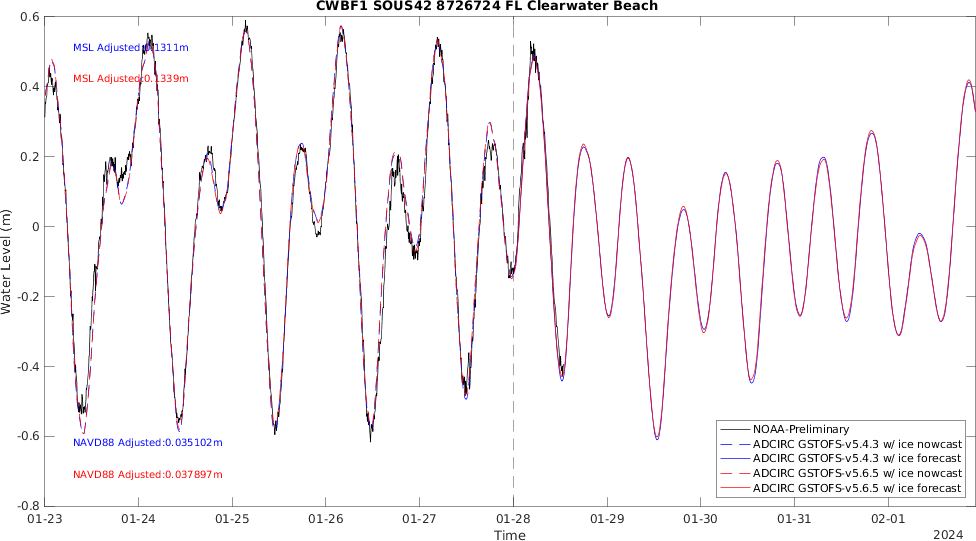 CWBF1 SOUS42 8726724 FL Clearwater Beach
0.6
0.4
0.2
0
-0.2
-0.4
-0.6
-0.8
Water Level (m)
MSL Adjusted:0.1311m
MSL Adjusted:0.1339m
NAVD88 Adjusted:0.035102m
NAVD88 Adjusted:0.037897m
NOAA-Preliminary
ADCIRC GSTOFS-v5.4.3 w/ ice nowcast
ADCIRC GSTOFS-v5.4.3 w/ ice forecast
ADCIRC GSTOFS-v5.6.5 w/ ice nowcast
ADCIRC GSTOFS-v5.6.5 w/ ice forecast
01-23 01-24 01-25 01-26 01-27 01-28 01-29 01-30 01-31 02-01
Time
2024